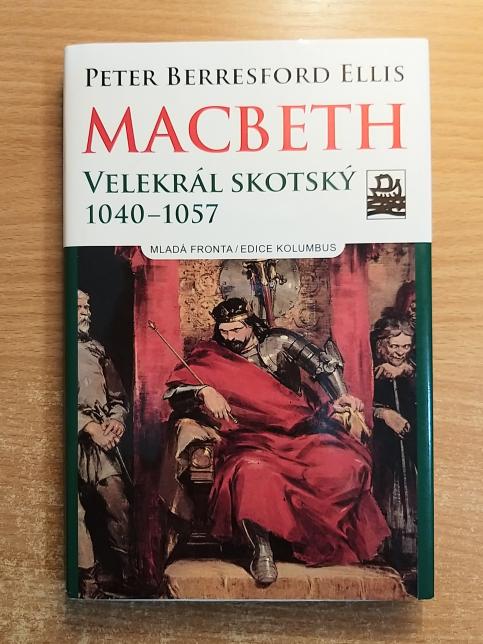 PETER BERRESFORD ELLIS
MACBETH
VELEKRÁL SKOTSKÝ
1040–1057
MLADÁ FRONTA/EDICE KOLUMBUS